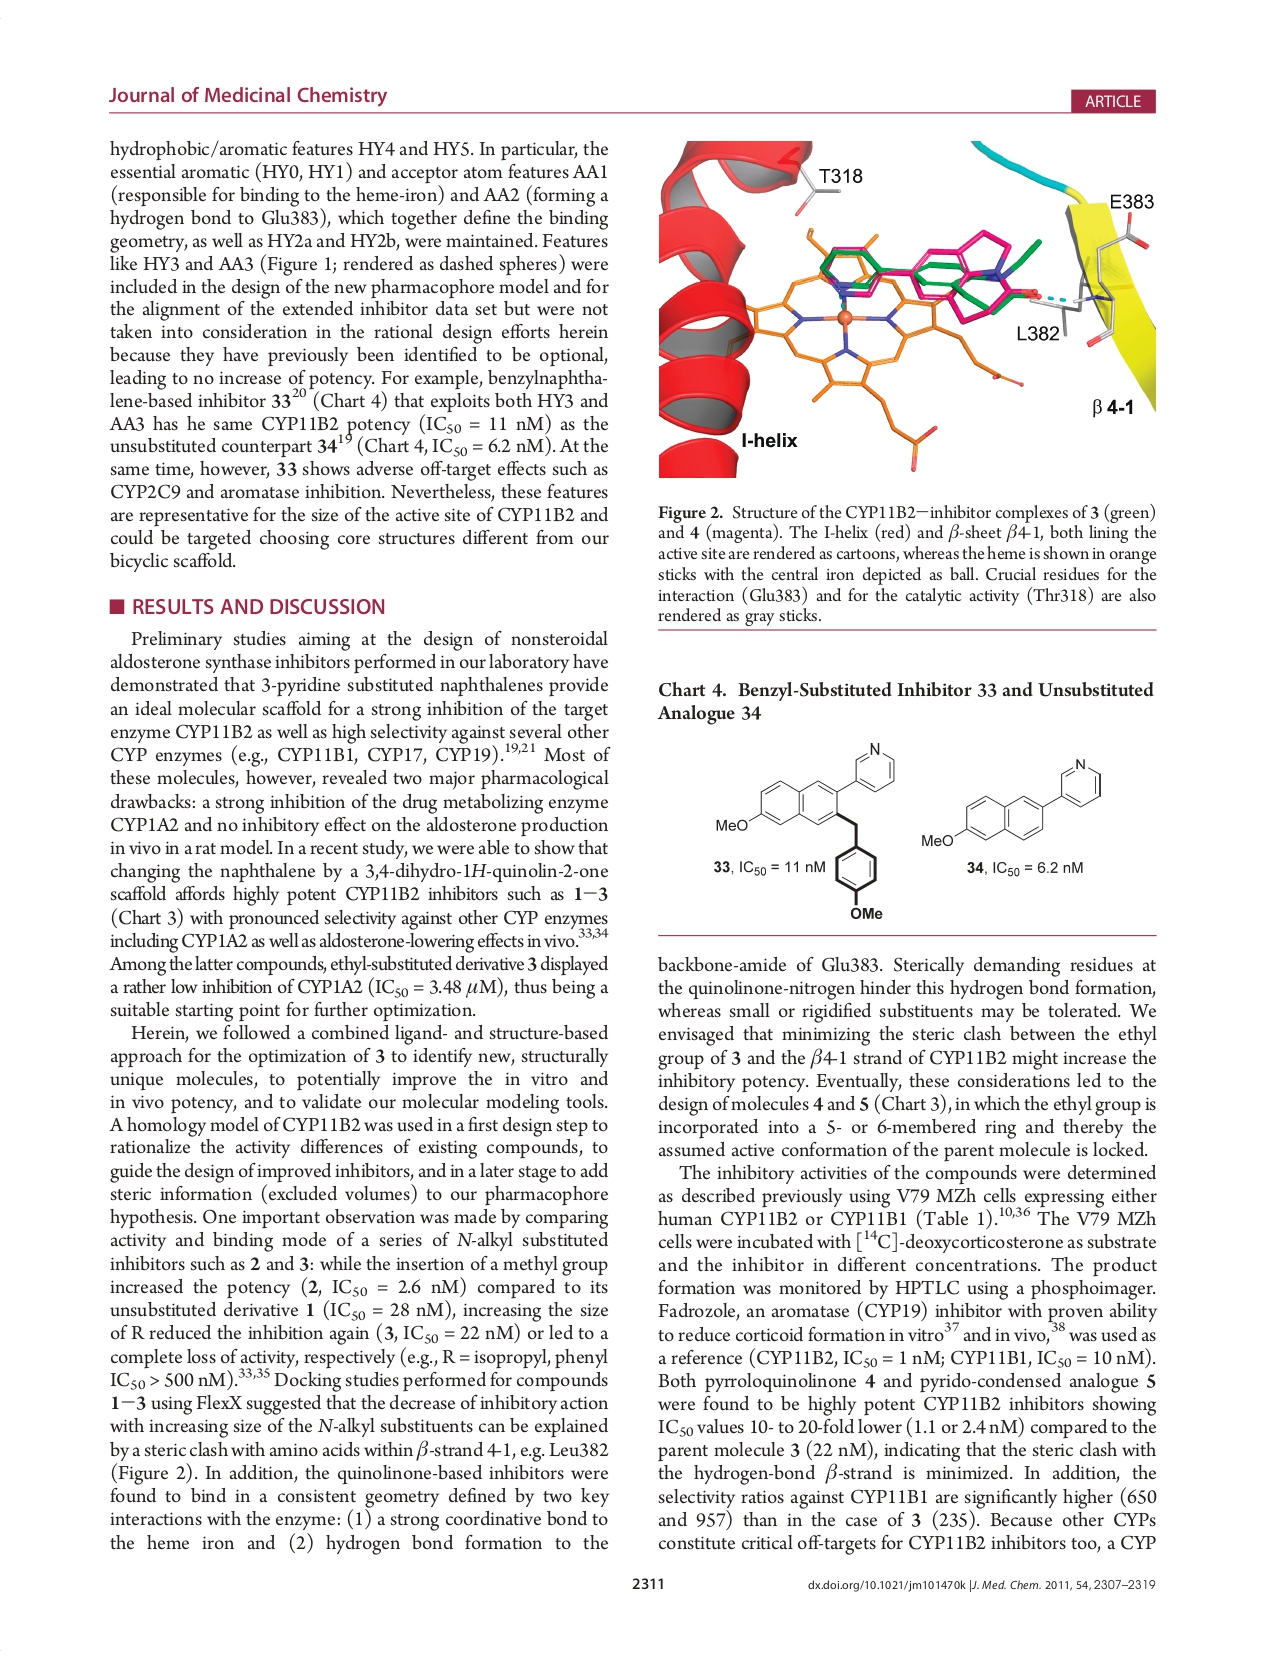 Journal of Medicinal Chemistry
ARTICLE
hydrophobic/aromatic features HY4 and HY5. In particular, the
essential aromatic (HY0, HY1) and acceptor atom features AA1
(responsible for binding to the heme-iron) and AA2 (forming a
hydrogen bond to Glu383), which together define the binding
geometry, as well as HY2a and HY2b, were maintained. Features
like HY3 and AA3 (Figure 1; rendered as dashed spheres) were
included in the design of the new pharmacophore model and for
the alignment of the extended inhibitor data set but were not
taken into consideration in the rational design efforts herein
because they have previously been identified to be optional,
leading to no increase of potency. For example, benzylnaphtha-
lene-based inhibitor 33²⁰ (Chart 4) that exploits both HY3 and
AA3 has he same CYP11B2 potency (IC₅₀ = 11 nM) as the
unsubstituted counterpart 34¹⁹ (Chart 4, IC₅₀ = 6.2 nM). At the
same time, however, 33 shows adverse off-target effects such as
CYP2C9 and aromatase inhibition. Nevertheless, these features
are representative for the size of the active site of CYP11B2 and
could be targeted choosing core structures different from our
bicyclic scaffold.
■ RESULTS AND DISCUSSION
Preliminary studies aiming at the design of nonsteroidal
aldosterone synthase inhibitors performed in our laboratory have
demonstrated that 3-pyridine substituted naphthalenes provide
an ideal molecular scaffold for a strong inhibition of the target
enzyme CYP11B2 as well as high selectivity against several other
CYP enzymes (e.g., CYP11B1, CYP17, CYP19).¹⁹,²¹ Most of
these molecules, however, revealed two major pharmacological
drawbacks: a strong inhibition of the drug metabolizing enzyme
CYP1A2 and no inhibitory effect on the aldosterone production
in vivo in a rat model. In a recent study, we were able to show that
changing the naphthalene by a 3,4-dihydro-1H-quinolin-2-one
scaffold affords highly potent CYP11B2 inhibitors such as 1−3
(Chart 3) with pronounced selectivity against other CYP enzymes
including CYP1A2 as well as aldosterone-lowering effects in vivo.³³,³⁴
Among the latter compounds, ethyl-substituted derivative 3 displayed
a rather low inhibition of CYP1A2 (IC₅₀ = 3.48 μM), thus being a
suitable starting point for further optimization.
Herein, we followed a combined ligand- and structure-based
approach for the optimization of 3 to identify new, structurally
unique molecules, to potentially improve the in vitro and
in vivo potency, and to validate our molecular modeling tools.
A homology model of CYP11B2 was used in a first design step to
rationalize the activity differences of existing compounds, to
guide the design of improved inhibitors, and in a later stage to add
steric information (excluded volumes) to our pharmacophore
hypothesis. One important observation was made by comparing
activity and binding mode of a series of N-alkyl substituted
inhibitors such as 2 and 3: while the insertion of a methyl group
increased the potency (2, IC₅₀ = 2.6 nM) compared to its
unsubstituted derivative 1 (IC₅₀ = 28 nM), increasing the size
of R reduced the inhibition again (3, IC₅₀ = 22 nM) or led to a
complete loss of activity, respectively (e.g., R = isopropyl, phenyl
IC₅₀ > 500 nM).³³,³⁵ Docking studies performed for compounds
1−3 using FlexX suggested that the decrease of inhibitory action
with increasing size of the N-alkyl substituents can be explained
by a steric clash with amino acids within β-strand 4-1, e.g. Leu382
(Figure 2). In addition, the quinolinone-based inhibitors were
found to bind in a consistent geometry defined by two key
interactions with the enzyme: (1) a strong coordinative bond to
the heme iron and (2) hydrogen bond formation to the
T318
E383
L382
β 4-1
I-helix
Figure 2. Structure of the CYP11B2−inhibitor complexes of 3 (green)
and 4 (magenta). The I-helix (red) and β-sheet β4-1, both lining the
active site are rendered as cartoons, whereas the heme is shown in orange
sticks with the central iron depicted as ball. Crucial residues for the
interaction (Glu383) and for the catalytic activity (Thr318) are also
rendered as gray sticks.
Chart 4. Benzyl-Substituted Inhibitor 33 and Unsubstituted
Analogue 34
N
MeO
33, IC₅₀ = 11 nM
OMe
N
MeO
34, IC₅₀ = 6.2 nM
backbone-amide of Glu383. Sterically demanding residues at
the quinolinone-nitrogen hinder this hydrogen bond formation,
whereas small or rigidified substituents may be tolerated. We
envisaged that minimizing the steric clash between the ethyl
group of 3 and the β4-1 strand of CYP11B2 might increase the
inhibitory potency. Eventually, these considerations led to the
design of molecules 4 and 5 (Chart 3), in which the ethyl group is
incorporated into a 5- or 6-membered ring and thereby the
assumed active conformation of the parent molecule is locked.
The inhibitory activities of the compounds were determined
as described previously using V79 MZh cells expressing either
human CYP11B2 or CYP11B1 (Table 1).¹⁰,³⁶ The V79 MZh
cells were incubated with [¹⁴C]-deoxycorticosterone as substrate
and the inhibitor in different concentrations. The product
formation was monitored by HPTLC using a phosphoimager.
Fadrozole, an aromatase (CYP19) inhibitor with proven ability
to reduce corticoid formation in vitro³⁷ and in vivo,³⁸ was used as
a reference (CYP11B2, IC₅₀ = 1 nM; CYP11B1, IC₅₀ = 10 nM).
Both pyrroloquinolinone 4 and pyrido-condensed analogue 5
were found to be highly potent CYP11B2 inhibitors showing
IC₅₀ values 10- to 20-fold lower (1.1 or 2.4 nM) compared to the
parent molecule 3 (22 nM), indicating that the steric clash with
the hydrogen-bond β-strand is minimized. In addition, the
selectivity ratios against CYP11B1 are significantly higher (650
and 957) than in the case of 3 (235). Because other CYPs
constitute critical off-targets for CYP11B2 inhibitors too, a CYP
2311
dx.doi.org/10.1021/jm101470k |J. Med. Chem. 2011, 54, 2307–2319